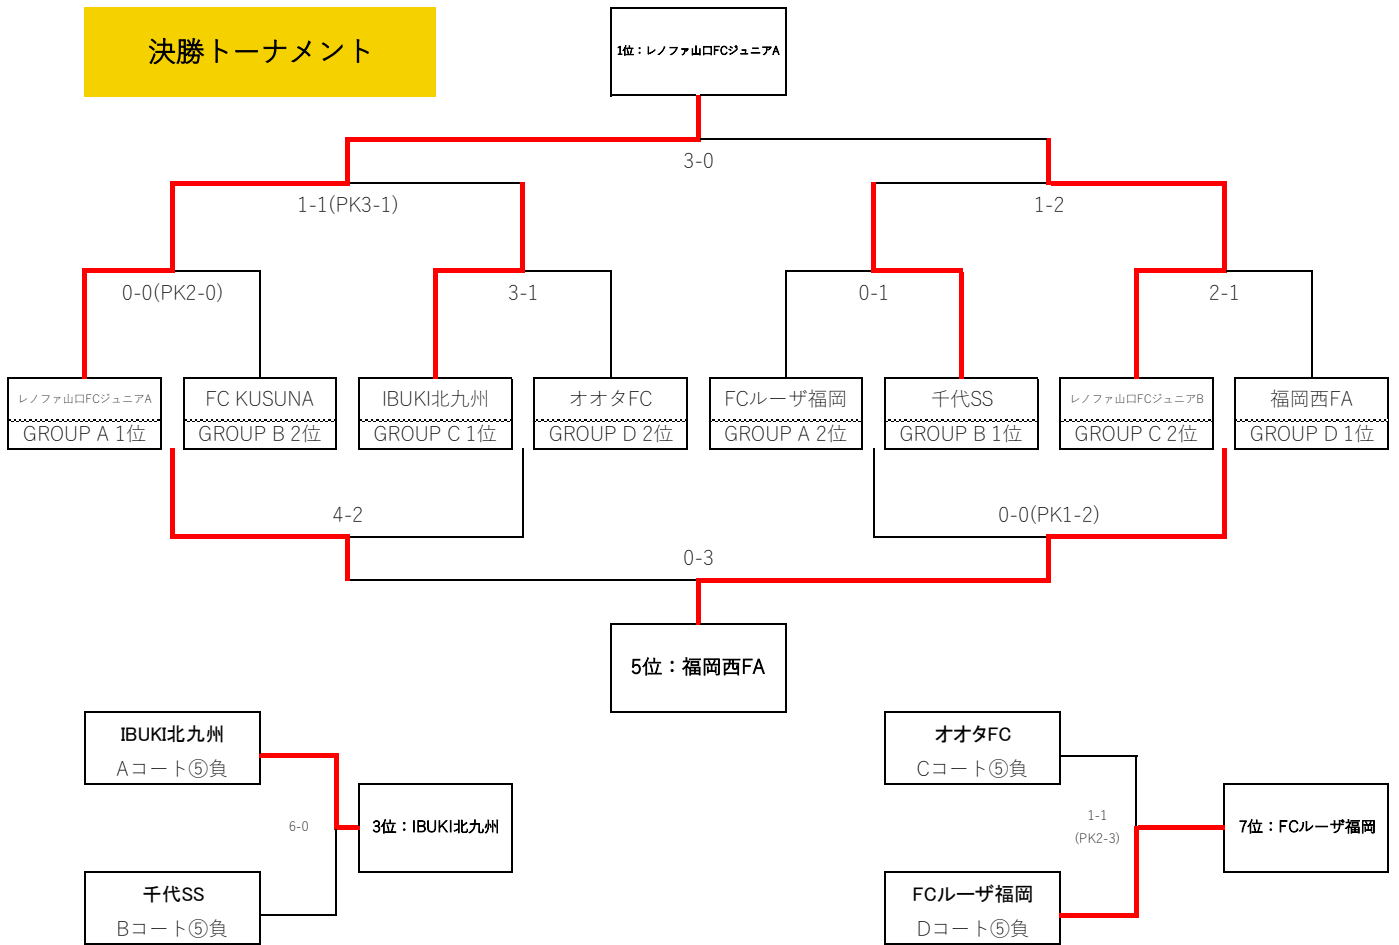 決勝トーナメント
1位：レノファ山口FCジュニアA
3-0
1-1(PK3-1)
1-2
0-0(PK2-0)
3-1
0-1
2-1
レノファ山口FCジュニアA
GROUP A 1位
FC KUSUNA
GROUP B 2位
IBUKI北九州
GROUP C 1位
オオタFC
GROUP D 2位
FCルーザ福岡
GROUP A 2位
千代SS
GROUP B 1位
レノファ山口FCジュニアB
GROUP C 2位
福岡西FA
GROUP D 1位
4-2
0-0(PK1-2)
0-3
5位：福岡西FA
IBUKI北九州
Aコート⑤負
6-0
3位：IBUKI北九州
千代SS
Bコート⑤負
オオタFC
Cコート⑤負
1-1
(PK2-3)
7位：FCルーザ福岡
FCルーザ福岡
Dコート⑤負